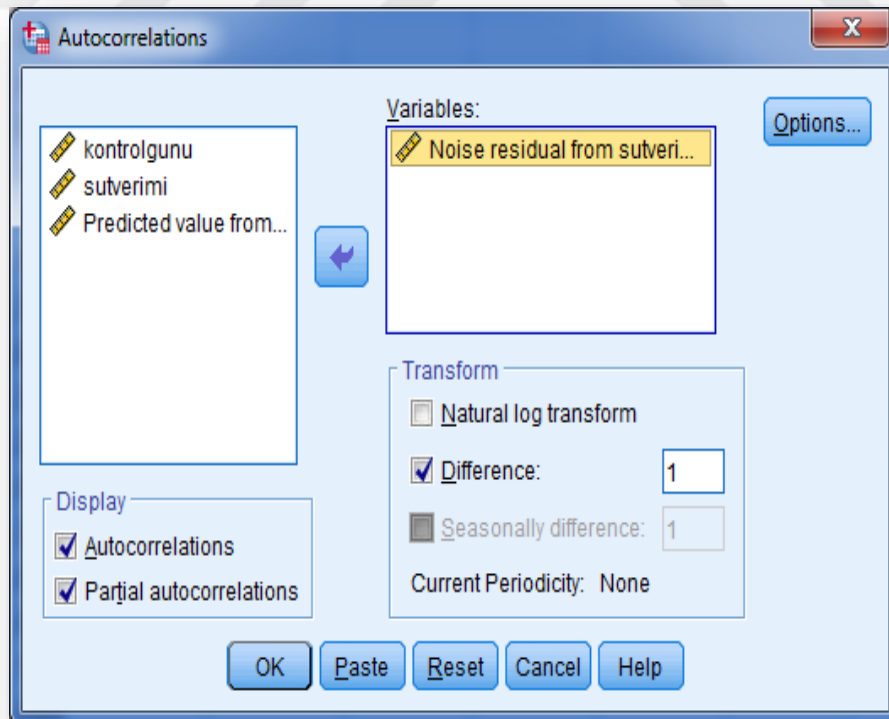 Autocorrelations
X
kontrolgunu
sutverimi
Predicted value from...
Variables:
Noise residual from sutveri...
Options...
Transform
Natural log transform
Difference: 1
Seasonally difference: 1
Current Periodicity: None
Display
Autocorrelations
Partial autocorrelations
OK Paste Reset Cancel Help